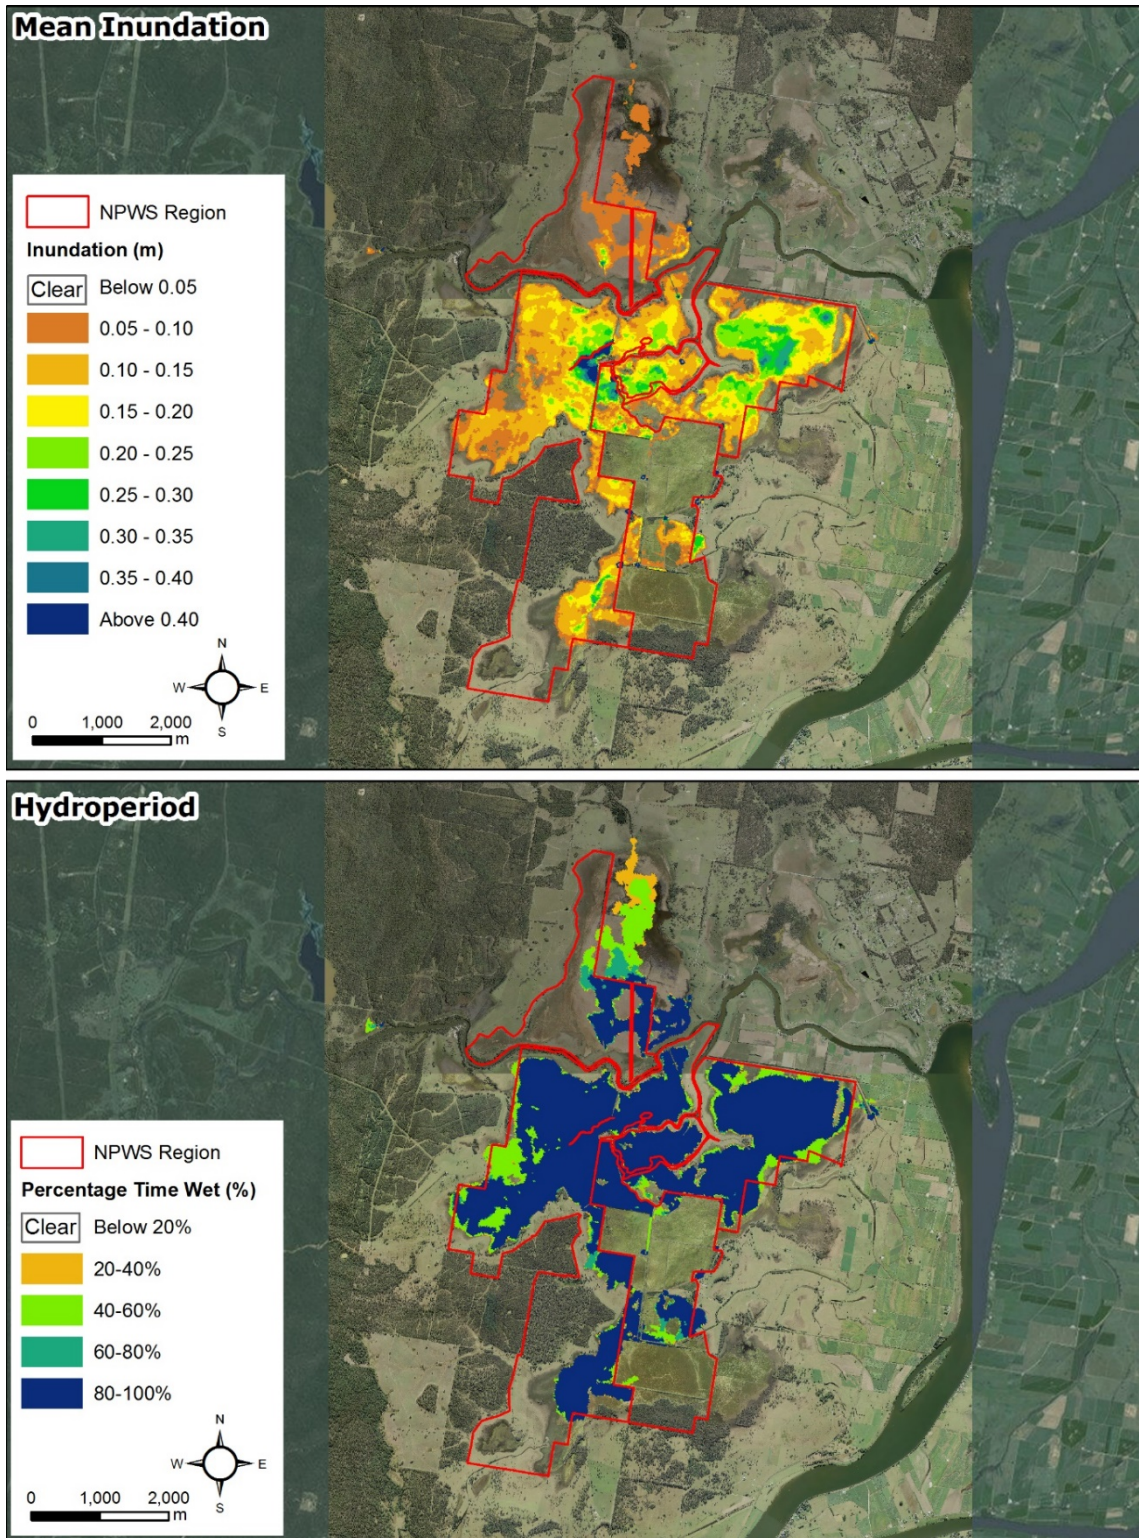 Mean Inundation
NPWS Region
Inundation (m)
Clear Below 0.05
0.05 - 0.10
0.10 - 0.15
0.15 - 0.20
0.20 - 0.25
0.25 - 0.30
0.30 - 0.35
0.35 - 0.40
Above 0.40
N
W E
S
0 1,000 2,000
m
Hydroperiod
NPWS Region
Percentage Time Wet (%)
Clear Below 20%
20-40%
40-60%
60-80%
80-100%
N
W E
S
0 1,000 2,000
m